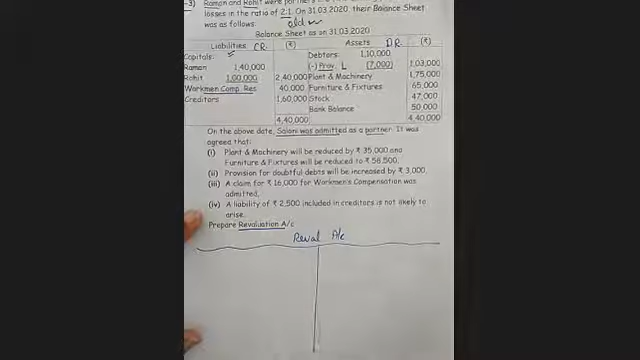 -3) Raman and Rohit were partners
losses in the ratio of 2:1. On 31.03.2020, their Balance Sheet
was as follows: old
Balance Sheet as on 31.03.2020
Liabilities CR. (₹) Assets DR. (₹)
Capitals: Debtors 1,10,000
Raman 1,40,000 (-) Prov. (7,000) 1,03,000
Rohit 1,00,000 2,40,000 Plant & Machinery 1,75,000
Workmen Comp. Res 40,000 Furniture & Fixtures 65,000
Creditors 1,60,000 Stock 47,000
Bank Balance 50,000
4,40,000 4,40,000
On the above date, Saloni was admitted as a partner. It was
agreed that:
(i) Plant & Machinery will be reduced by ₹ 35,000 and
Furniture & Fixtures will be reduced to ₹ 58,500.
(ii) Provision for doubtful debts will be increased by ₹ 3,000.
(iii) A claim for ₹ 16,000 for Workmen's Compensation was
admitted.
(iv) A liability of ₹ 2,500 included in creditors is not likely to
arise.
Prepare Revaluation A/c
Reval A/c